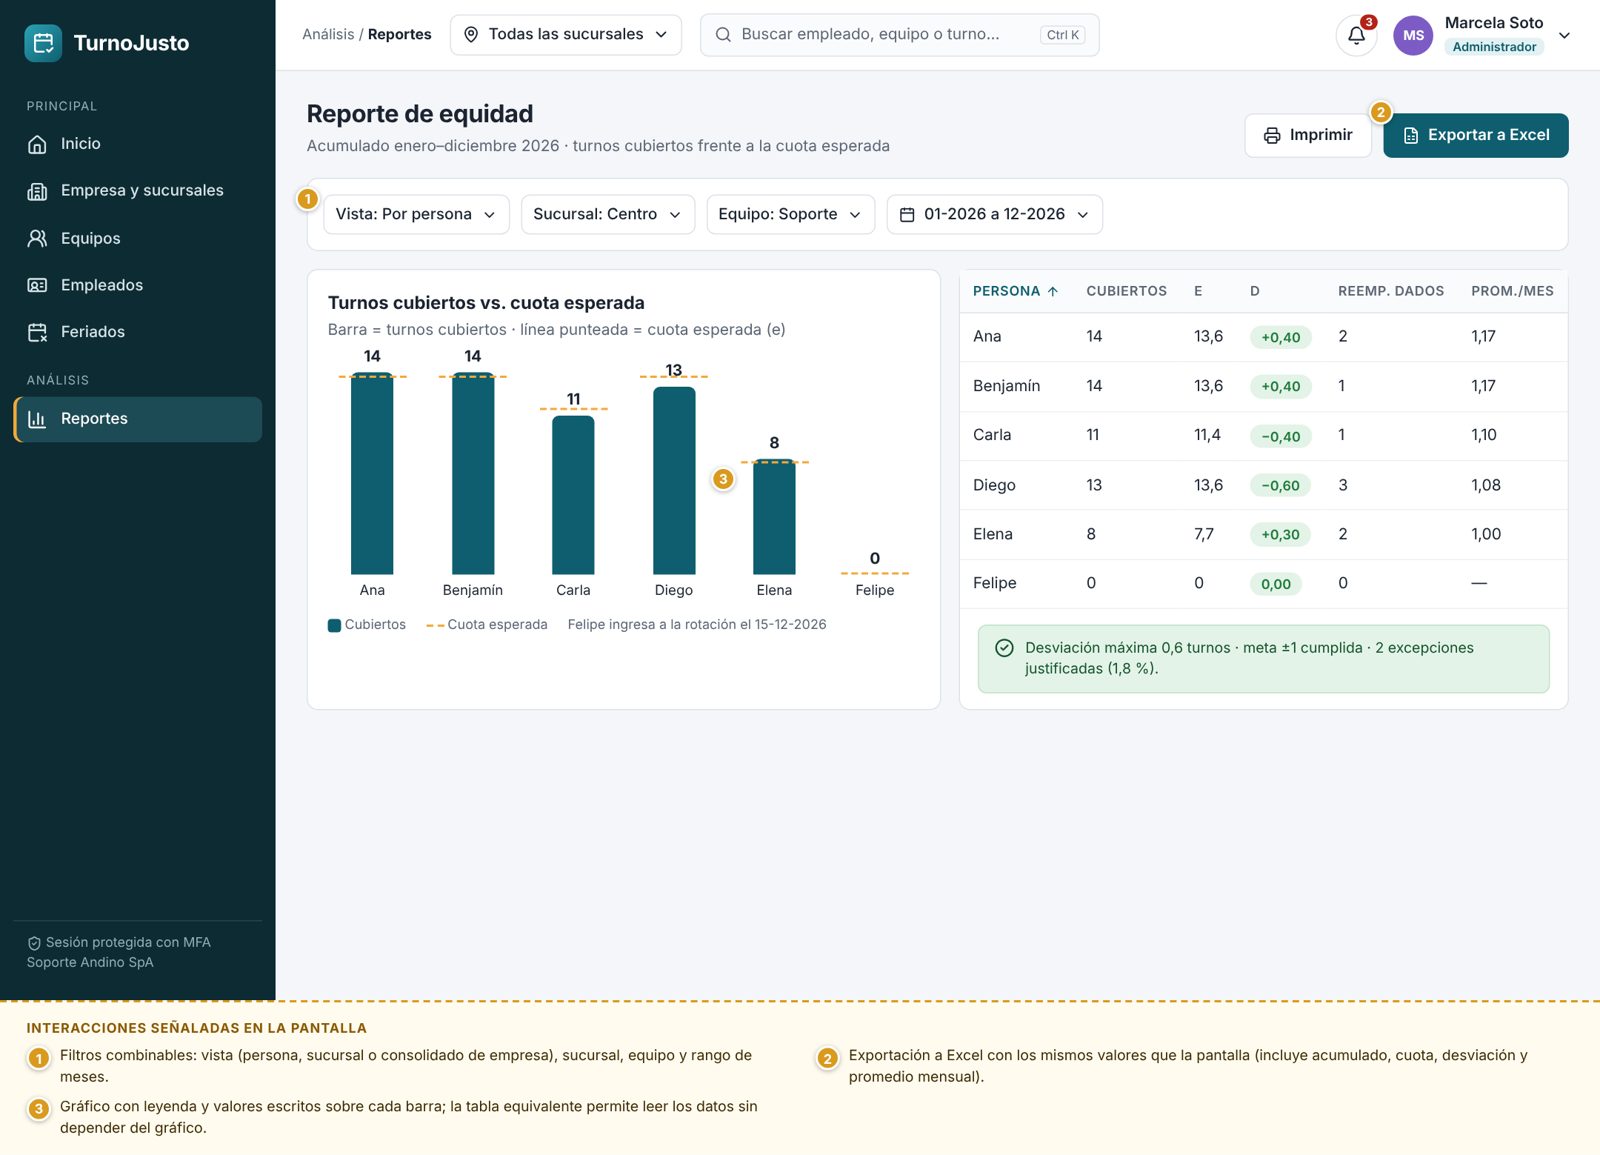 TurnoJusto
PRINCIPAL
Inicio
Empresa y sucursales
Equipos
Empleados
Feriados
ANÁLISIS
Reportes
Sesión protegida con MFA
Soporte Andino SpA
Análisis / Reportes
Todas las sucursales
Buscar empleado, equipo o turno...
Ctrl K
3
MS
Marcela Soto
Administrador
Reporte de equidad
Acumulado enero–diciembre 2026 · turnos cubiertos frente a la cuota esperada
Imprimir
2
Exportar a Excel
1
Vista: Por persona
Sucursal: Centro
Equipo: Soporte
01-2026 a 12-2026
Turnos cubiertos vs. cuota esperada
Barra = turnos cubiertos · línea punteada = cuota esperada (e)
14 14 11 13 8 0
3
Ana Benjamín Carla Diego Elena Felipe
Cubiertos Cuota esperada Felipe ingresa a la rotación el 15-12-2026
PERSONA ↑ CUBIERTOS E D REEMP. DADOS PROM./MES
Ana 14 13,6 +0,40 2 1,17
Benjamín 14 13,6 +0,40 1 1,17
Carla 11 11,4 −0,40 1 1,10
Diego 13 13,6 −0,60 3 1,08
Elena 8 7,7 +0,30 2 1,00
Felipe 0 0 0,00 0 —
Desviación máxima 0,6 turnos · meta ±1 cumplida · 2 excepciones
justificadas (1,8 %).
INTERACCIONES SEÑALADAS EN LA PANTALLA
1 Filtros combinables: vista (persona, sucursal o consolidado de empresa), sucursal, equipo y rango de
meses.
2 Exportación a Excel con los mismos valores que la pantalla (incluye acumulado, cuota, desviación y
promedio mensual).
3 Gráfico con leyenda y valores escritos sobre cada barra; la tabla equivalente permite leer los datos sin
depender del gráfico.